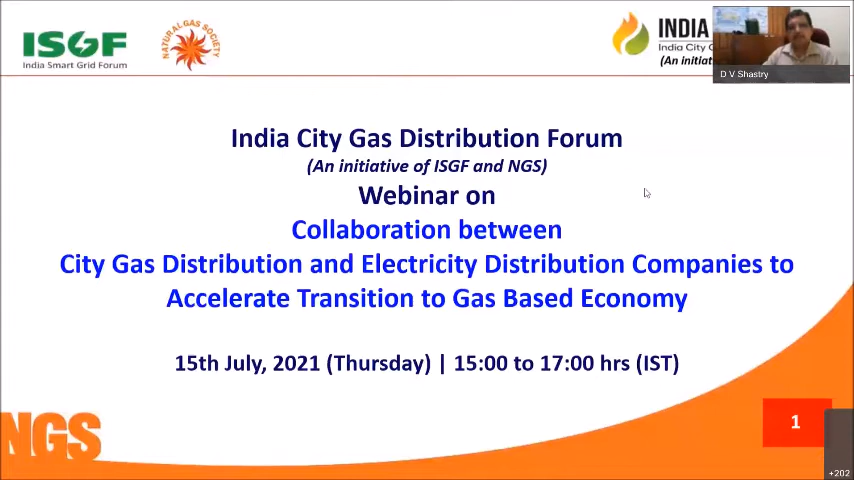 ISGF
India Smart Grid Forum
NATURAL GAS SOCIETY
INDIA
India City G
(An initiat
D V Shastry
India City Gas Distribution Forum
(An initiative of ISGF and NGS)
Webinar on
Collaboration between
City Gas Distribution and Electricity Distribution Companies to
Accelerate Transition to Gas Based Economy
15th July, 2021 (Thursday) | 15:00 to 17:00 hrs (IST)
NGS
1
+202